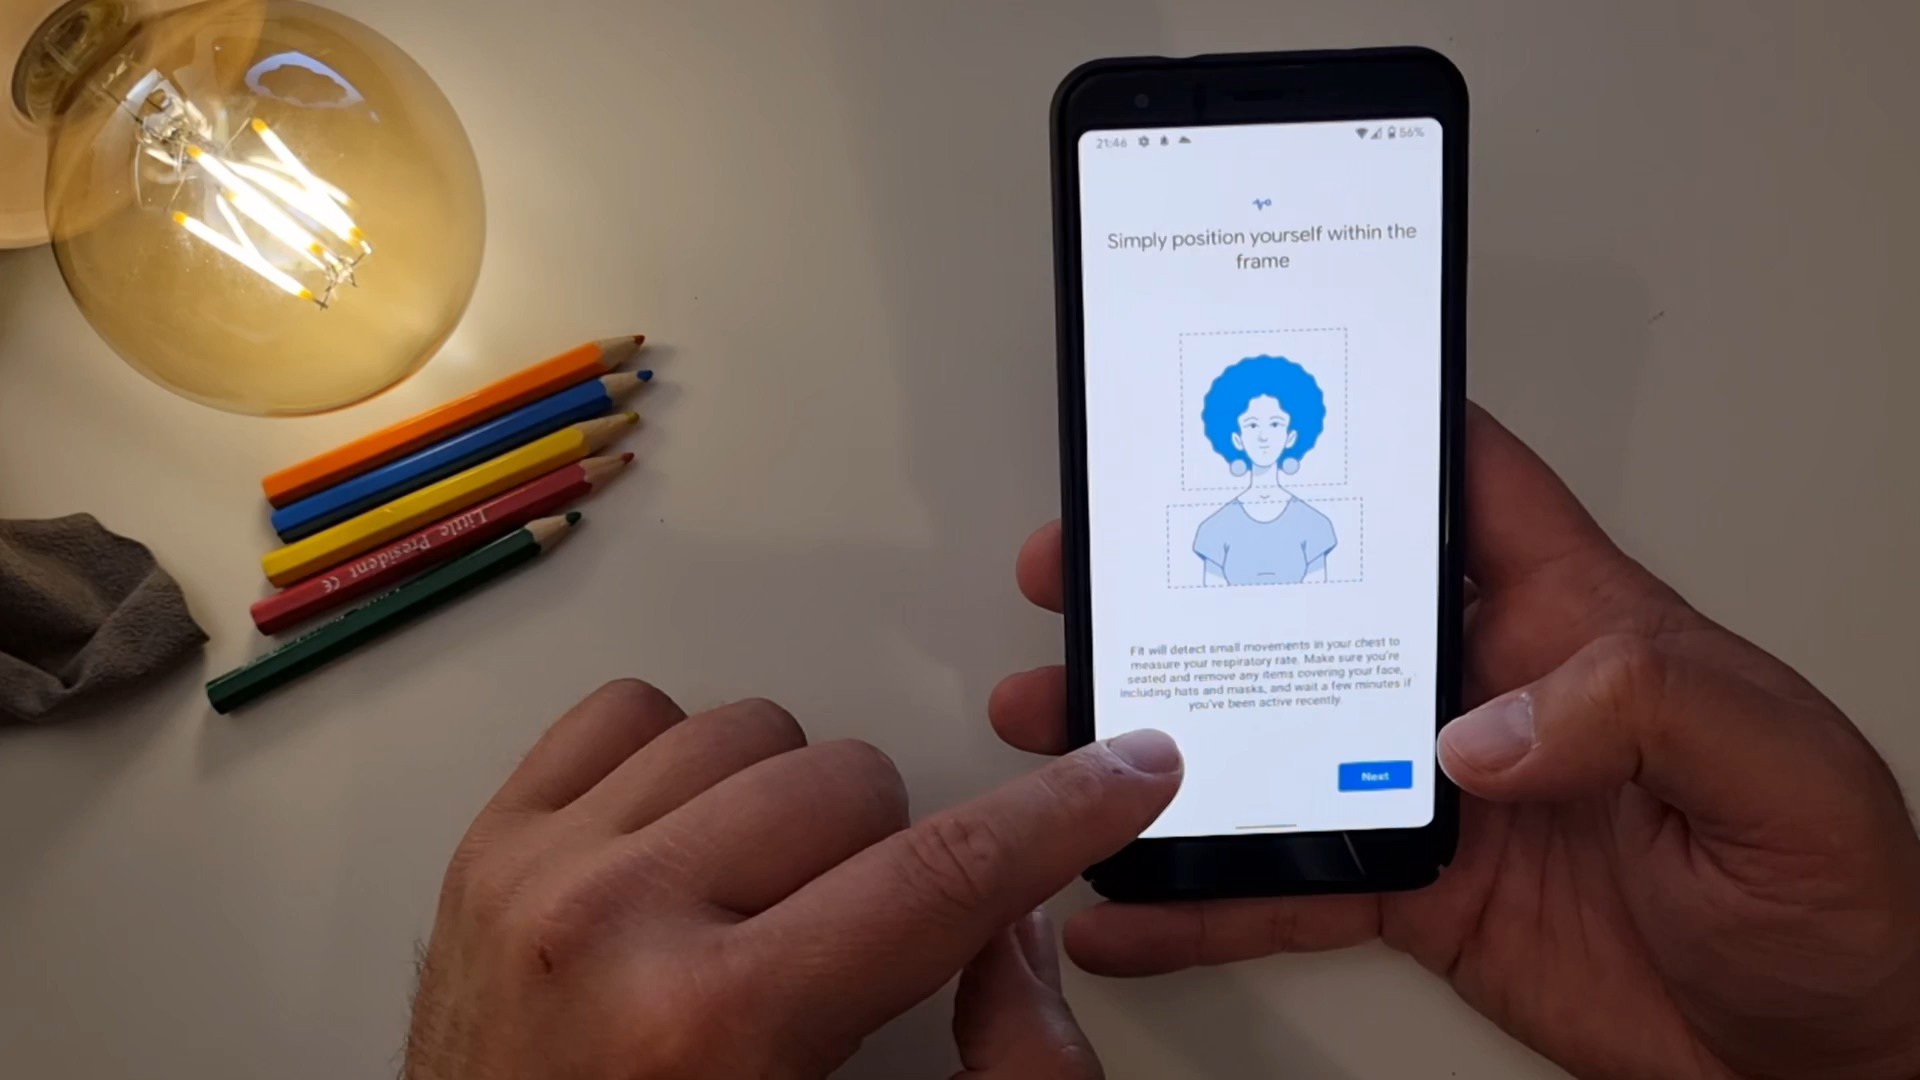 21:46 56%
Simply position yourself within the
frame
Fit will detect small movements in your chest to
measure your respiratory rate. Make sure you're
seated and remove any items covering your face,
including hats and masks, and wait a few minutes if
you've been active recently.
Next
Little President CE